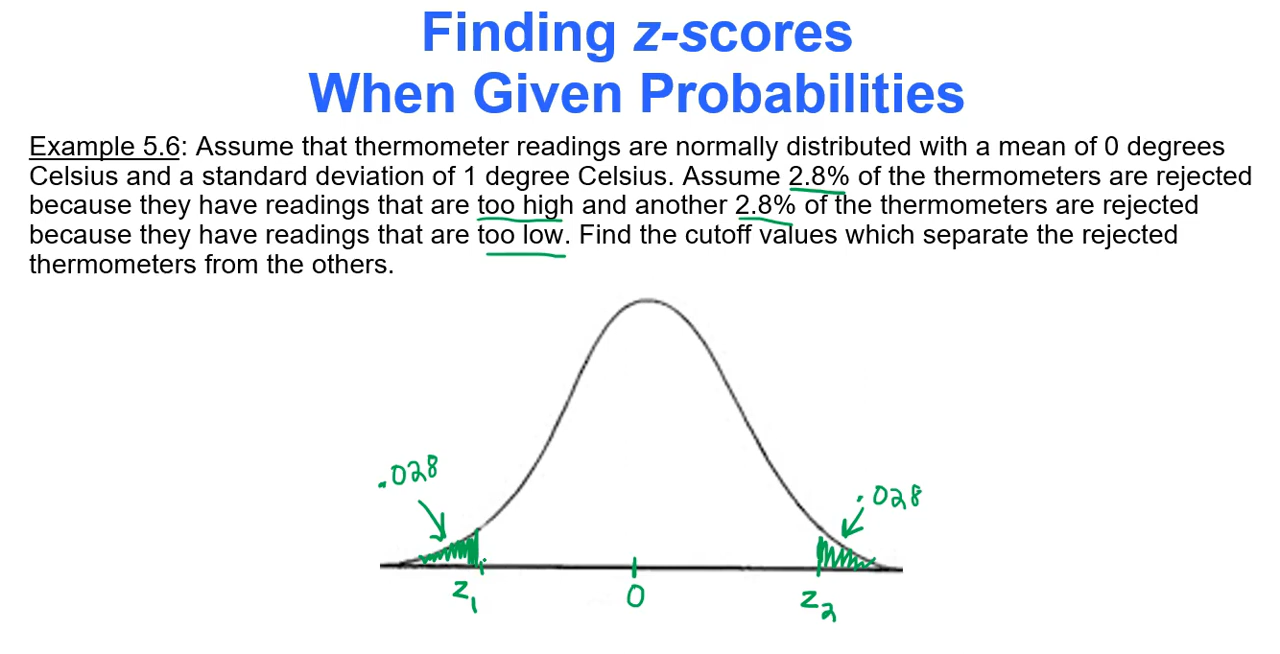 Finding z-scores
When Given Probabilities
Example 5.6: Assume that thermometer readings are normally distributed with a mean of 0 degrees
Celsius and a standard deviation of 1 degree Celsius. Assume 2.8% of the thermometers are rejected
because they have readings that are too high and another 2.8% of the thermometers are rejected
because they have readings that are too low. Find the cutoff values which separate the rejected
thermometers from the others.
.028
.028
z₁ 0 z₂